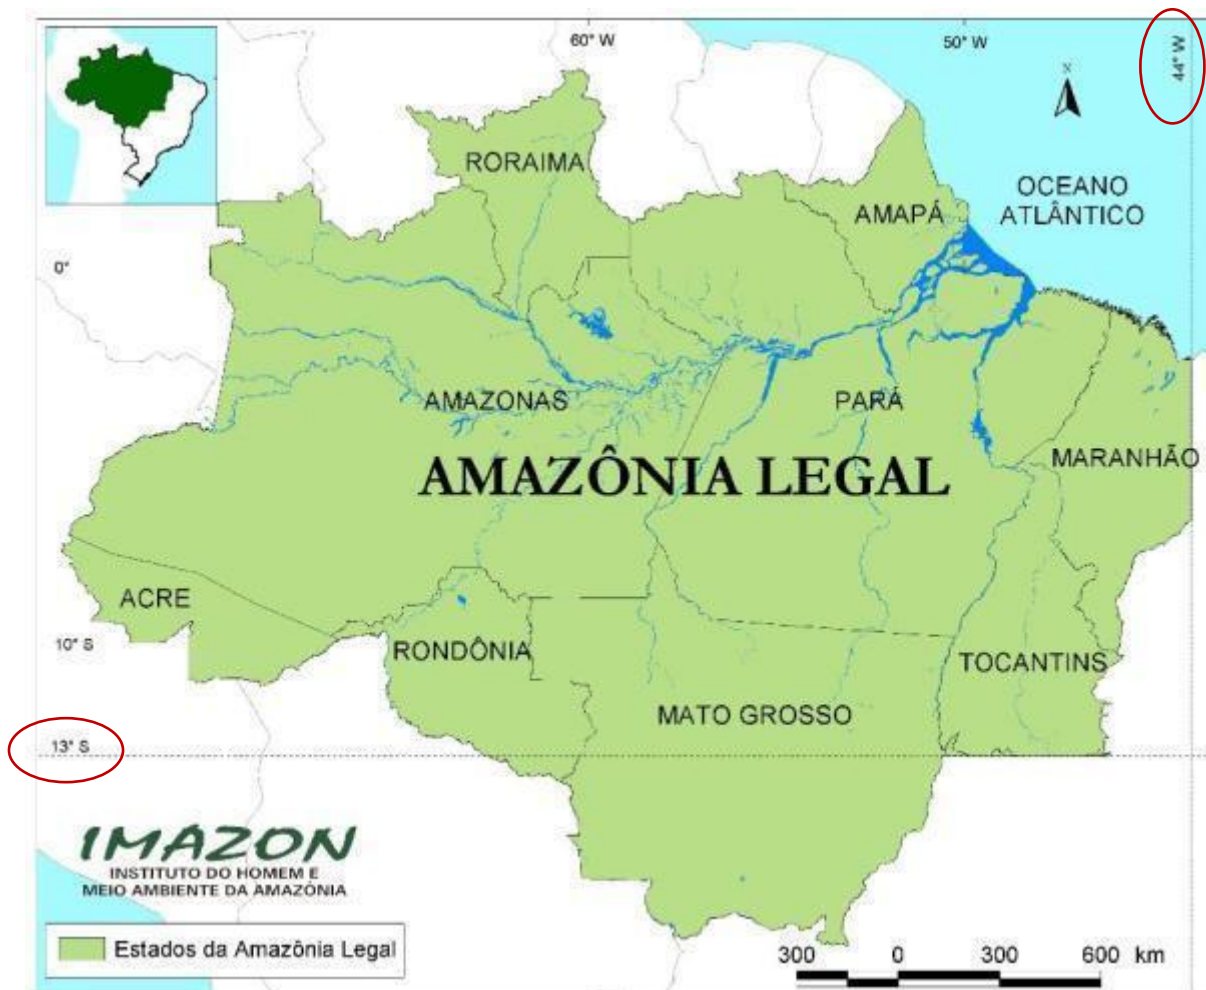 60° W
50° W
44° W
N
RORAIMA
AMAPÁ
OCEANO
ATLÂNTICO
0°
AMAZONAS
PARÁ
MARANHÃO
AMAZÔNIA LEGAL
ACRE
10° S
RONDÔNIA
TOCANTINS
MATO GROSSO
13° S
IMAZON
INSTITUTO DO HOMEM E
MEIO AMBIENTE DA AMAZÔNIA
Estados da Amazônia Legal
300 0 300 600 km